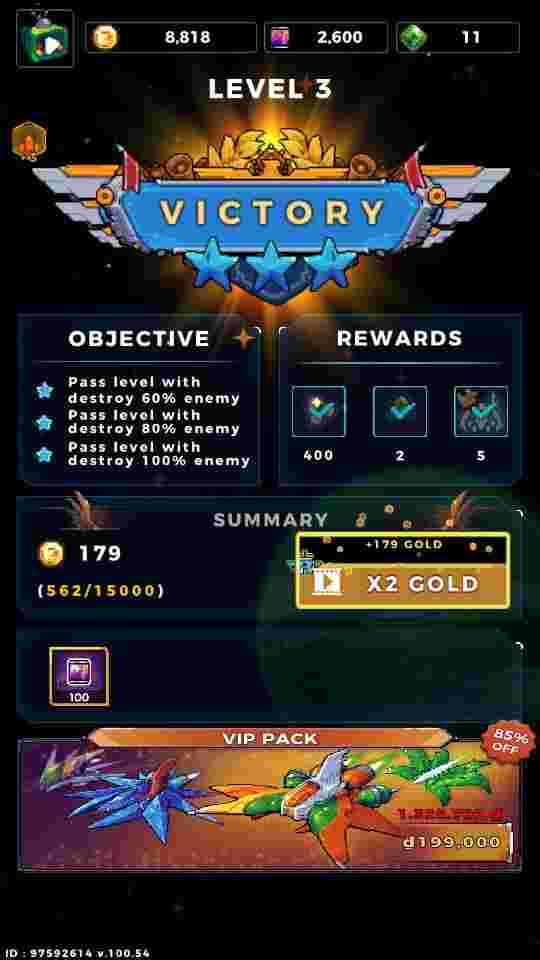 8,818
2,600
11
LEVEL 3
VICTORY
OBJECTIVE
Pass level with
destroy 60% enemy
Pass level with
destroy 80% enemy
Pass level with
destroy 100% enemy
REWARDS
400
2
5
SUMMARY
179
(562/15000)
+179 GOLD
X2 GOLD
100
VIP PACK
85%
OFF
₫199,000
ID : 97592614 v.100.54